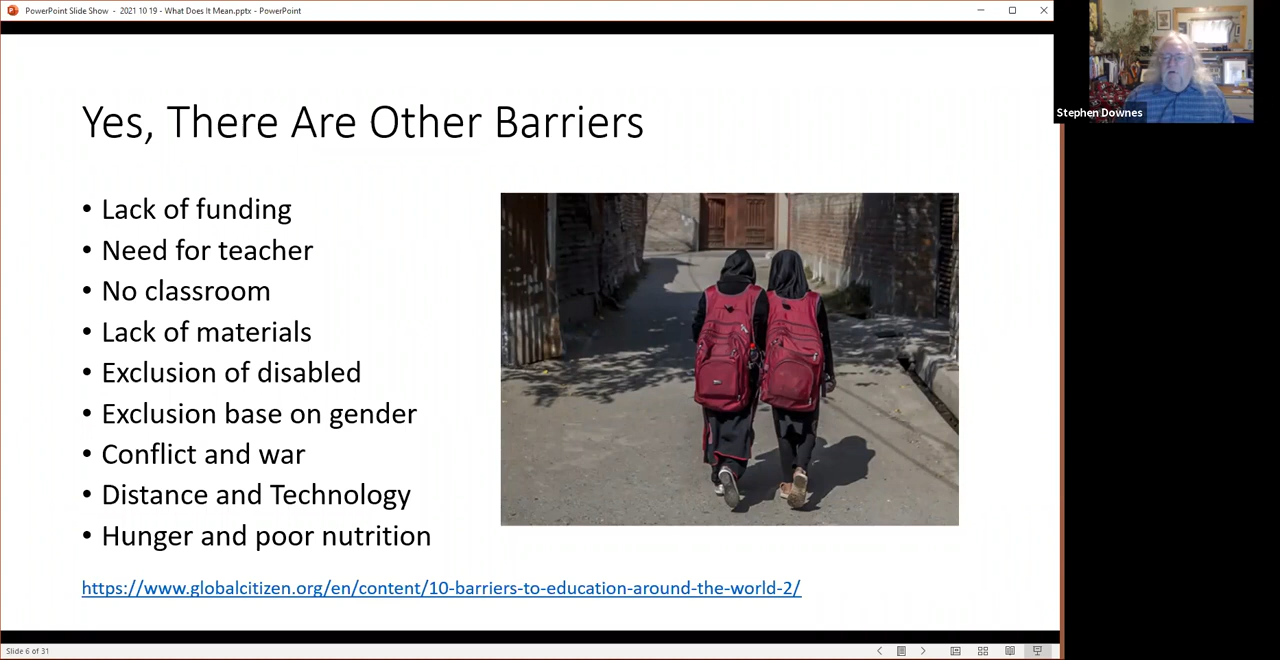 PowerPoint Slide Show - 2021 10 19 - What Does It Mean.pptx - PowerPoint
Stephen Downes
Yes, There Are Other Barriers
• Lack of funding
• Need for teacher
• No classroom
• Lack of materials
• Exclusion of disabled
• Exclusion base on gender
• Conflict and war
• Distance and Technology
• Hunger and poor nutrition
https://www.globalcitizen.org/en/content/10-barriers-to-education-around-the-world-2/
Slide 6 of 31